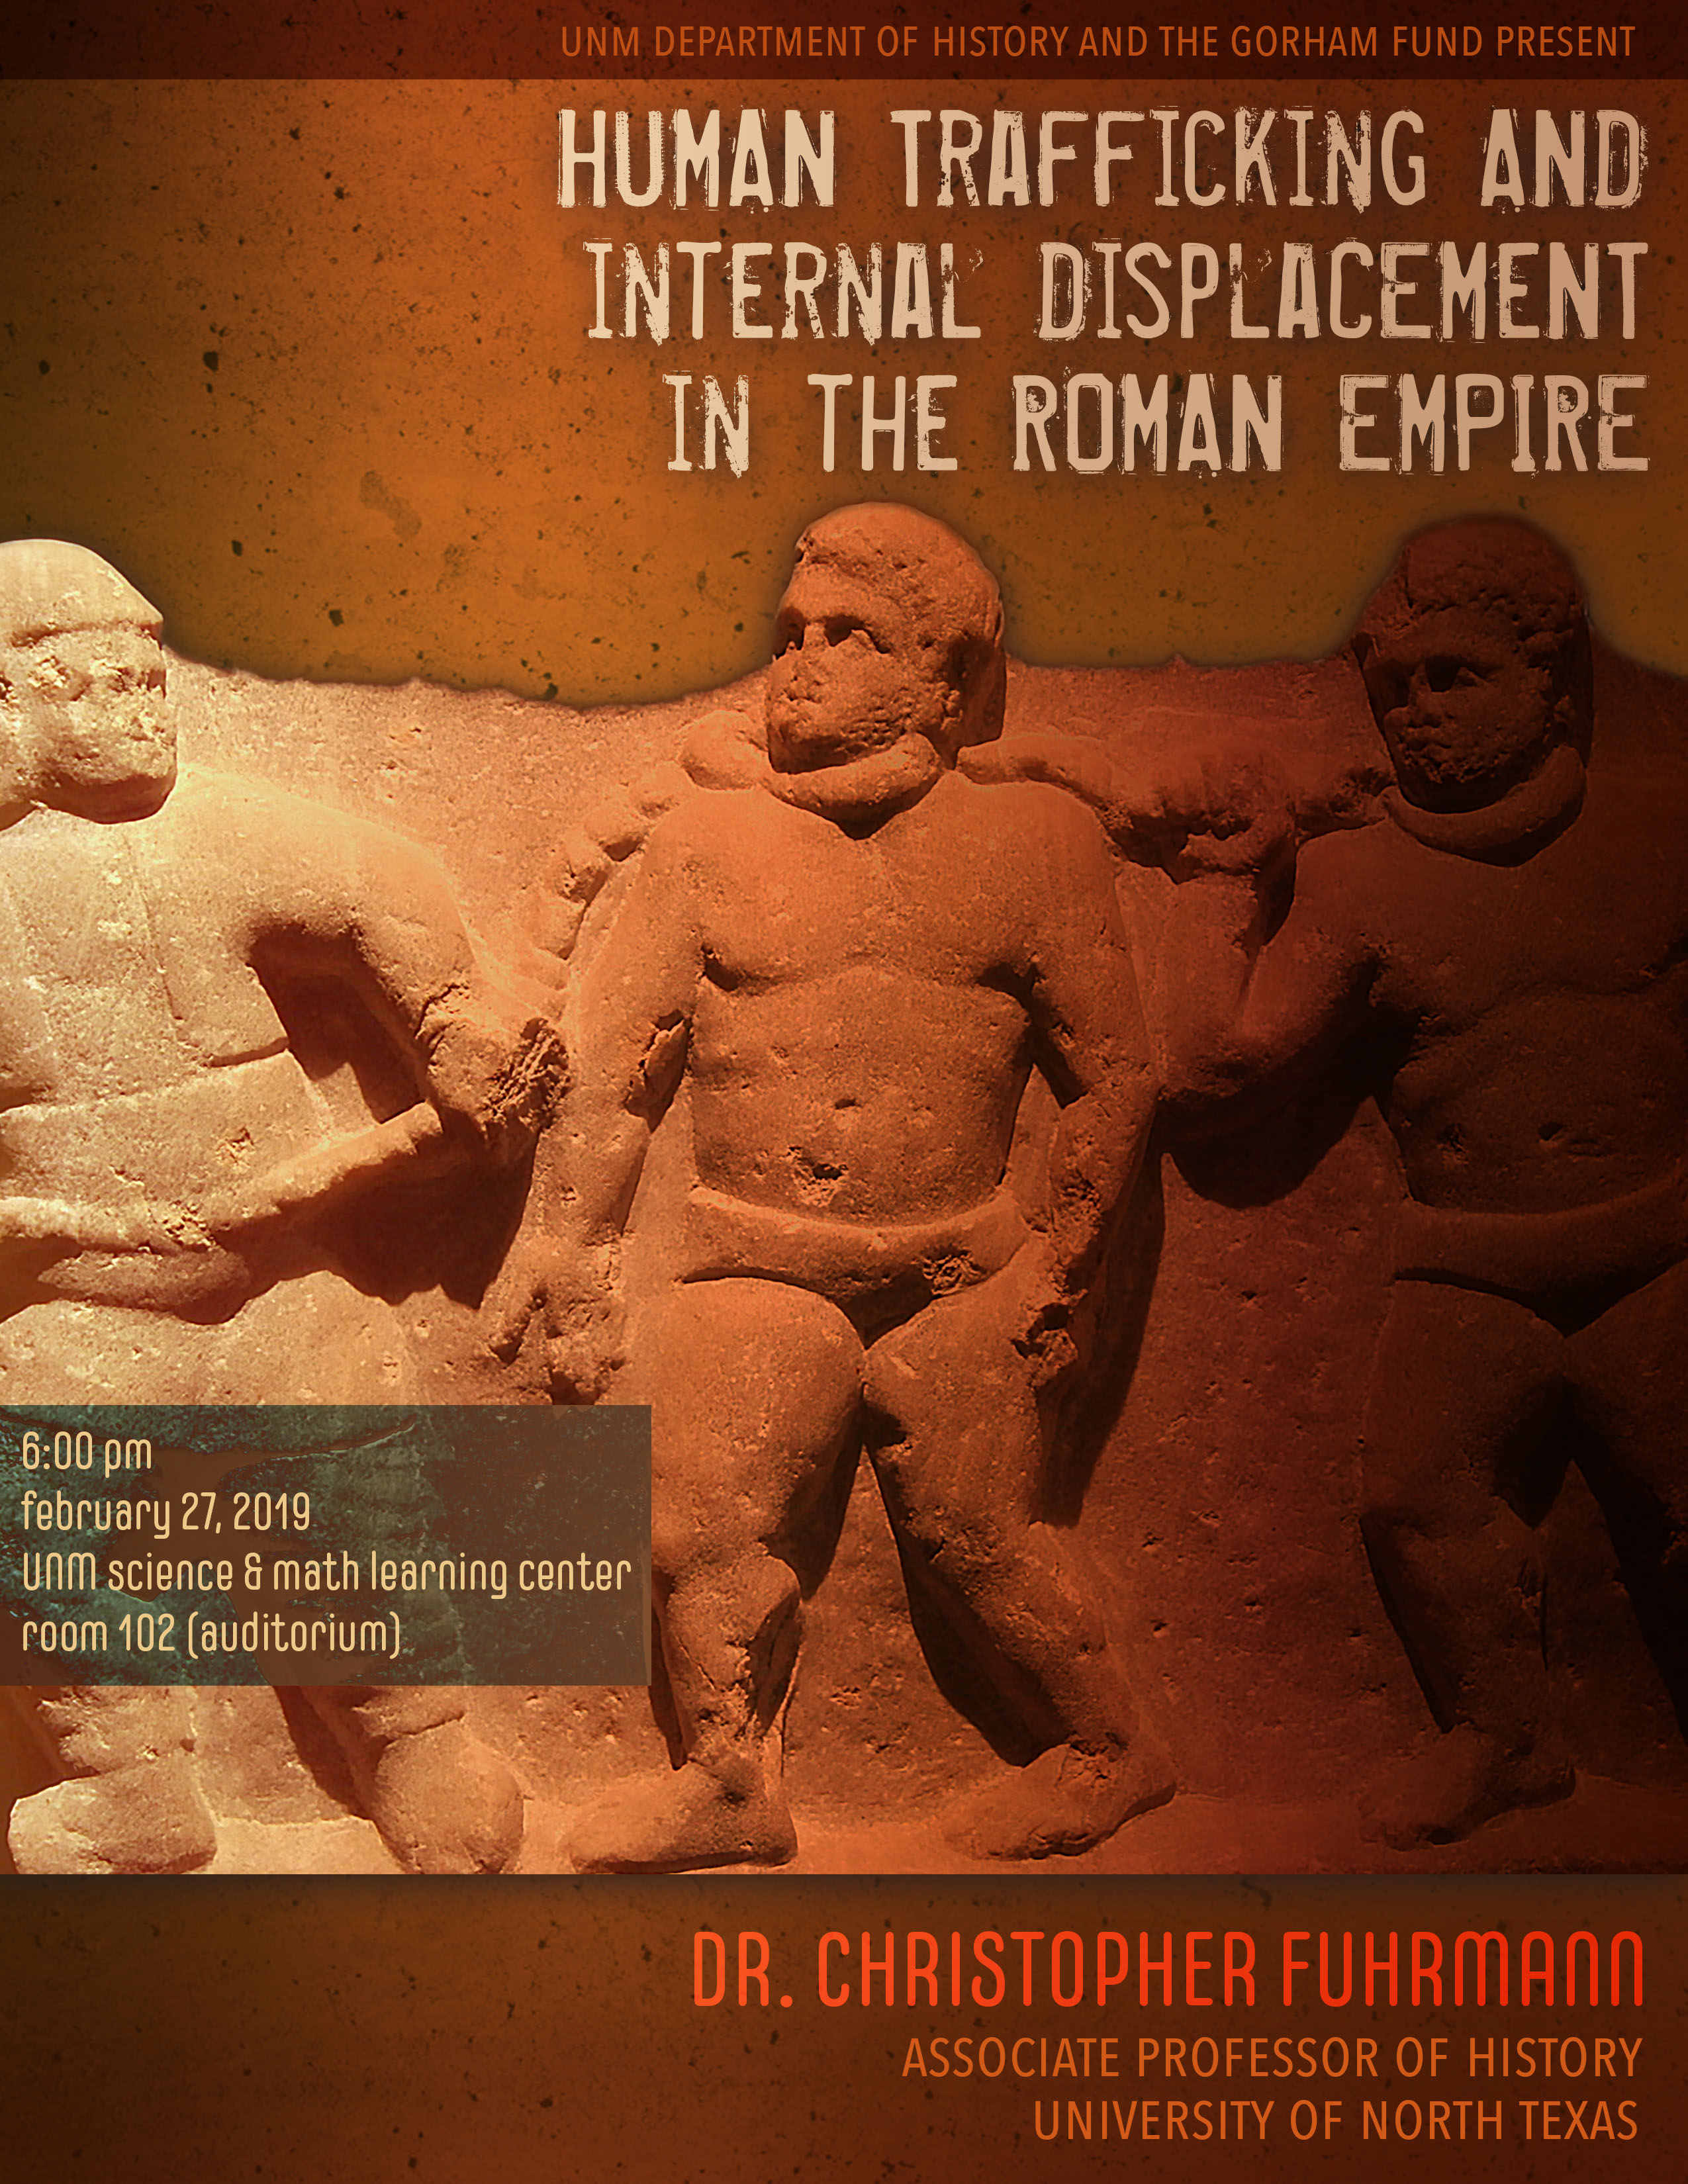 UNM DEPARTMENT OF HISTORY AND THE GORHAM FUND PRESENT
HUMAN TRAFFICKING AND
INTERNAL DISPLACEMENT
IN THE ROMAN EMPIRE
6:00 pm
february 27, 2019
UNM science & math learning center
room 102 (auditorium)
DR. CHRISTOPHER FUHRMANN
ASSOCIATE PROFESSOR OF HISTORY
UNIVERSITY OF NORTH TEXAS